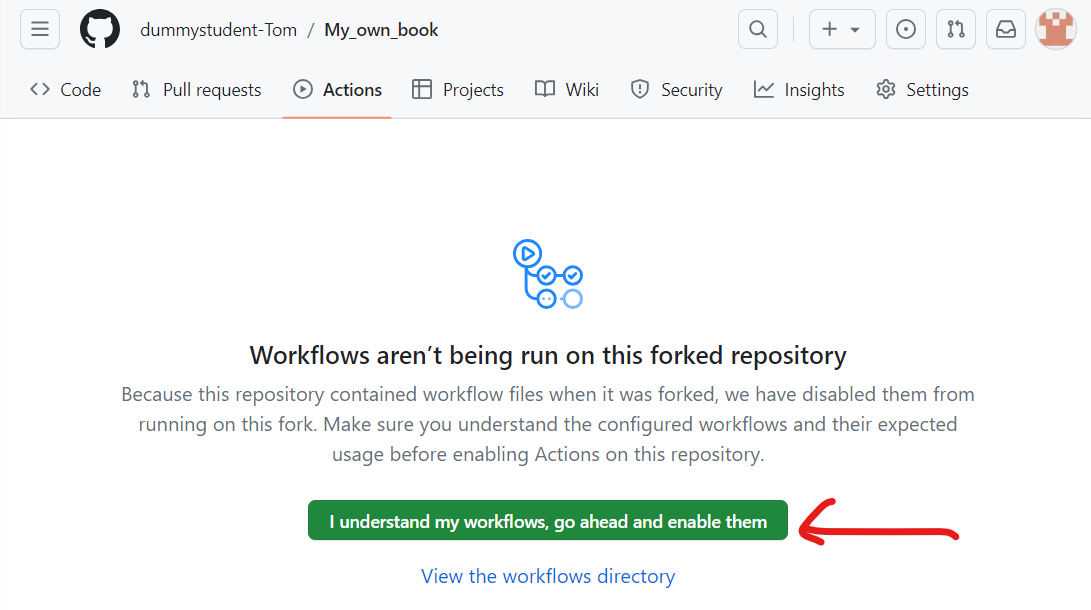 dummystudent-Tom / My_own_book
Code Pull requests Actions Projects Wiki Security Insights Settings
Workflows aren’t being run on this forked repository
Because this repository contained workflow files when it was forked, we have disabled them from
running on this fork. Make sure you understand the configured workflows and their expected
usage before enabling Actions on this repository.
I understand my workflows, go ahead and enable them
View the workflows directory